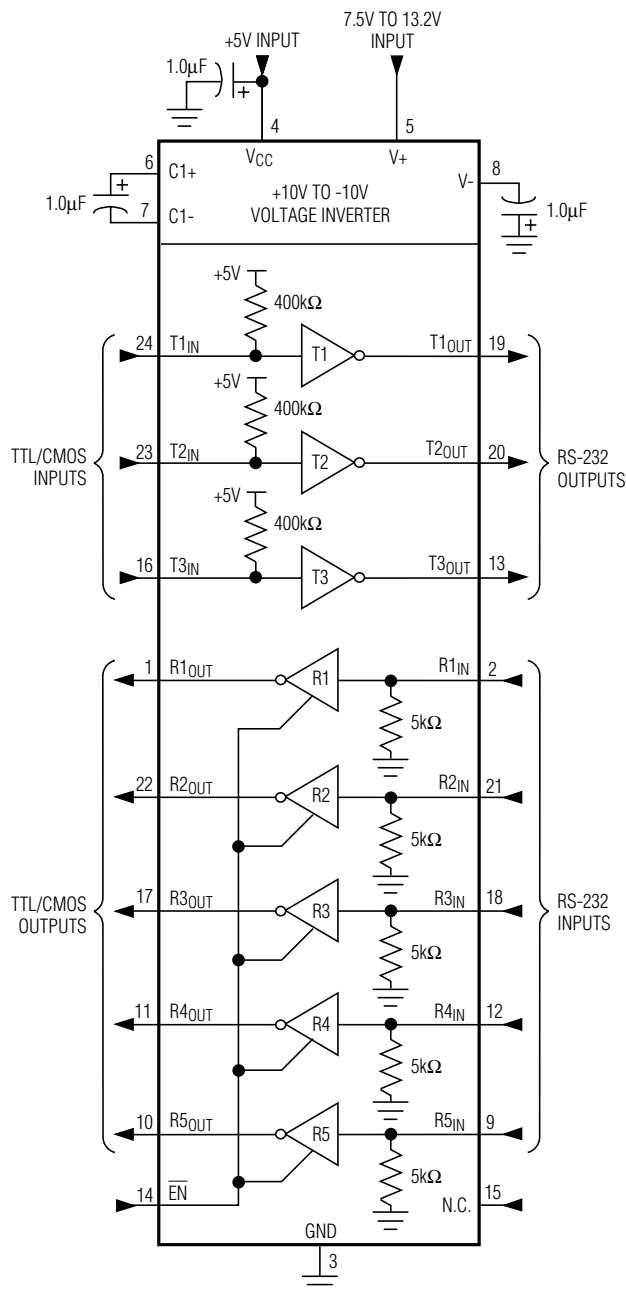 7.5V TO 13.2V
INPUT
+5V INPUT
1.0µF
+
4
5
6
C1+
VCC
V+
8
V-
+
1.0µF
7
C1-
+10V TO -10V
VOLTAGE INVERTER
+
1.0µF
+5V
400kΩ
24
T1IN
T1
T1OUT
19
+5V
400kΩ
TTL/CMOS
INPUTS
23
T2IN
T2
T2OUT
20
RS-232
OUTPUTS
+5V
400kΩ
16
T3IN
T3
T3OUT
13
1
R1OUT
R1
R1IN
2
5kΩ
22
R2OUT
R2
R2IN
21
5kΩ
TTL/CMOS
OUTPUTS
17
R3OUT
R3
R3IN
18
RS-232
INPUTS
5kΩ
11
R4OUT
R4
R4IN
12
5kΩ
10
R5OUT
R5
R5IN
9
5kΩ
14
EN
N.C.
15
GND
3